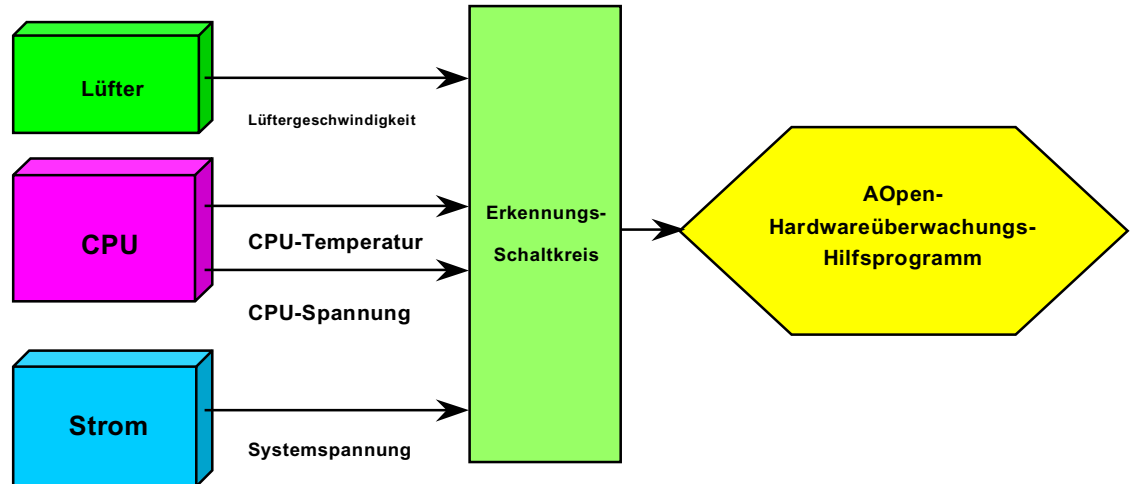 Lüfter
Lüftergeschwindigkeit
CPU
CPU-Temperatur
CPU-Spannung
Strom
Systemspannung
Erkennungs-
Schaltkreis
AOpen-
Hardwareüberwachungs-
Hilfsprogramm